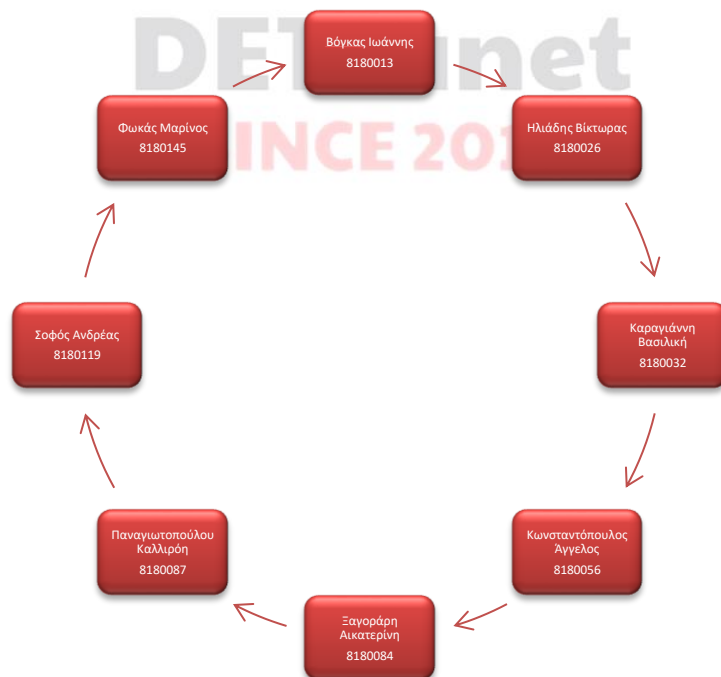 Βόγκας Ιωάννης
8180013
Ηλιάδης Βίκτωρας
8180026
Καραγιάννη
Βασιλική
8180032
Κωνσταντόπουλος
Άγγελος
8180056
Ξαγοράρη
Αικατερίνη
8180084
Παναγιωτοπούλου
Καλλιρόη
8180087
Σοφός Ανδρέας
8180119
Φωκάς Μαρίνος
8180145